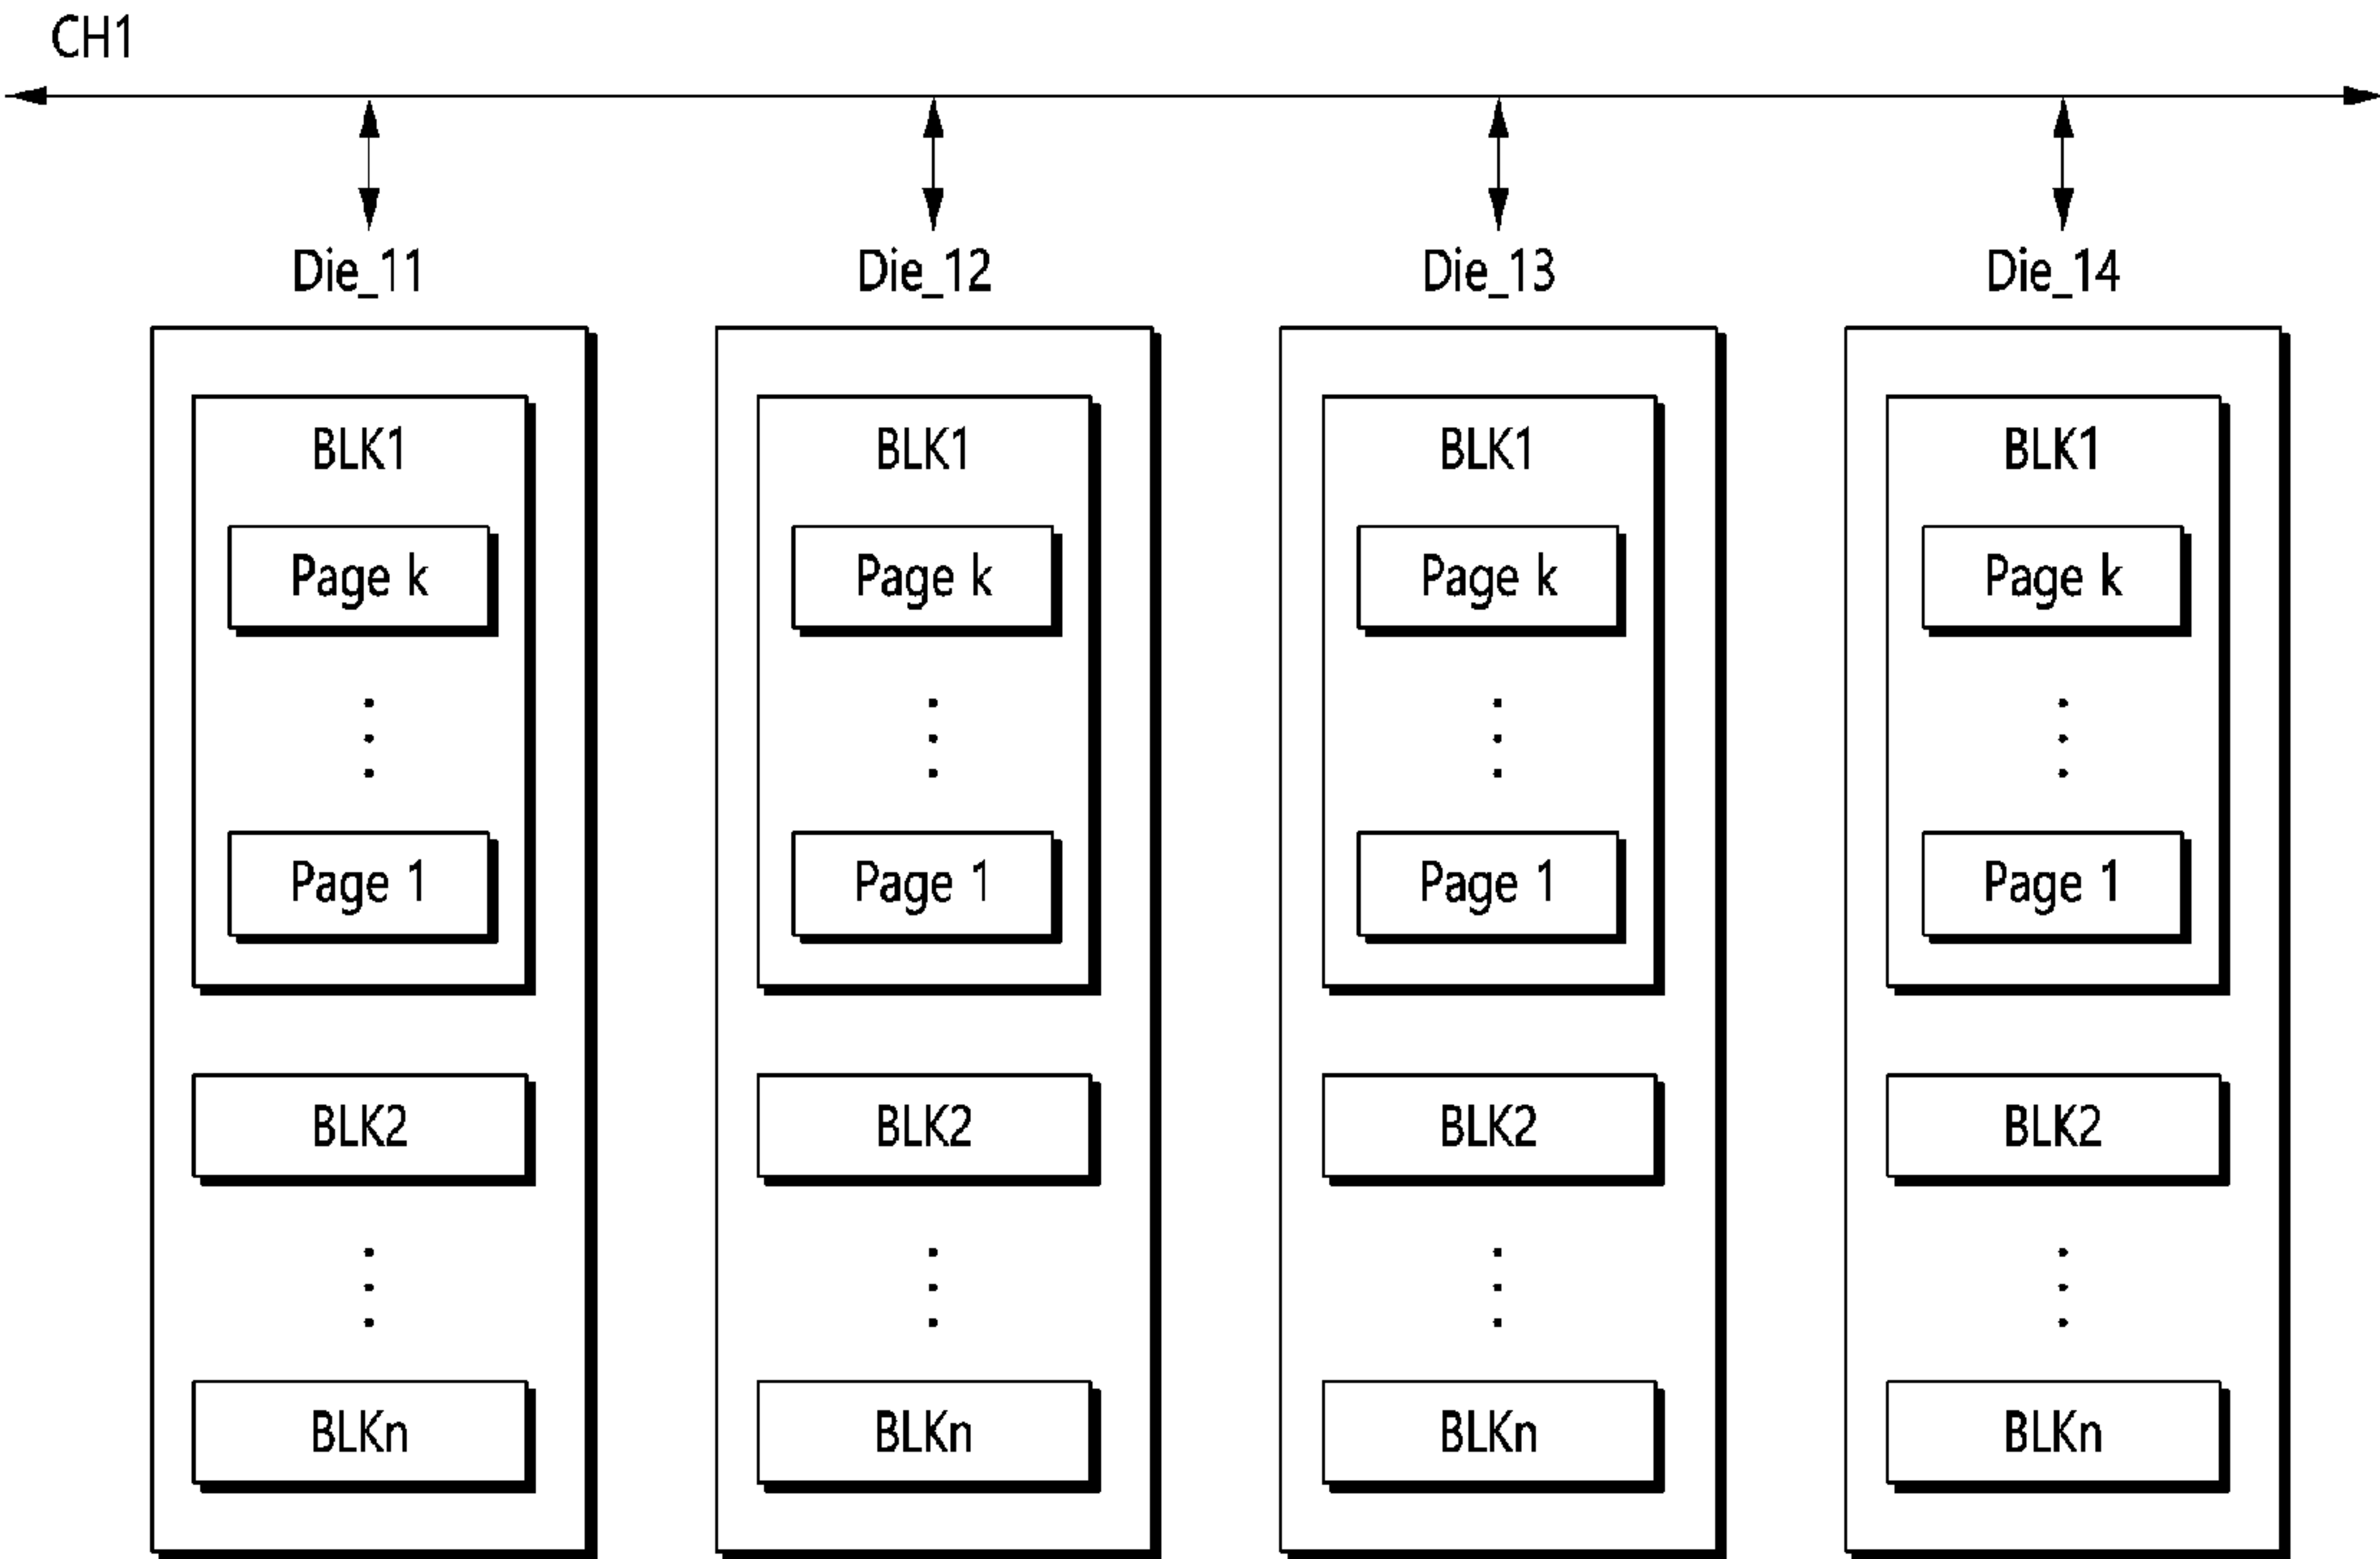 CH1
Die_11 Die_12 Die_13 Die_14
BLK1 BLK1 BLK1 BLK1
Page k Page k Page k Page k
Page 1 Page 1 Page 1 Page 1
BLK2 BLK2 BLK2 BLK2
BLKn BLKn BLKn BLKn